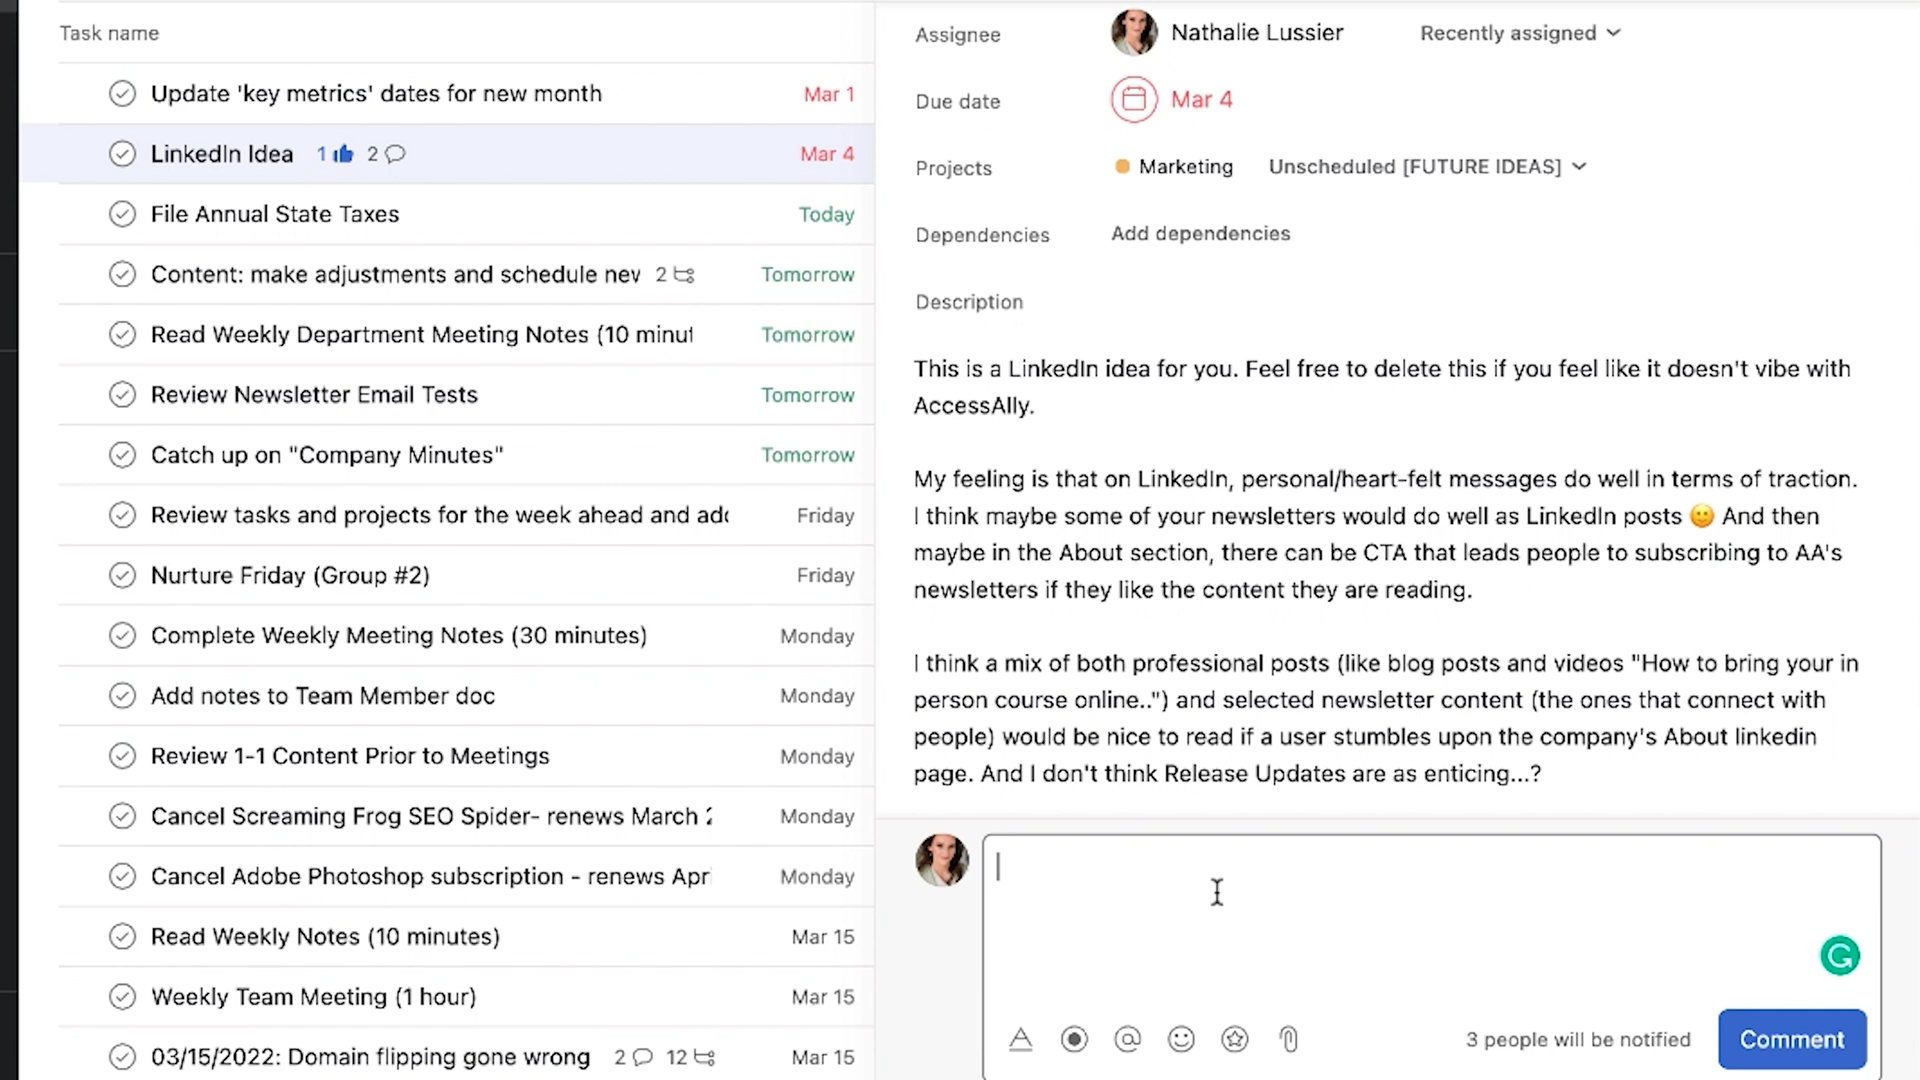 Task name
Update 'key metrics' dates for new month Mar 1
LinkedIn Idea 1 2 Mar 4
File Annual State Taxes Today
Content: make adjustments and schedule nev 2 Tomorrow
Read Weekly Department Meeting Notes (10 minut Tomorrow
Review Newsletter Email Tests Tomorrow
Catch up on "Company Minutes" Tomorrow
Review tasks and projects for the week ahead and adc Friday
Nurture Friday (Group #2) Friday
Complete Weekly Meeting Notes (30 minutes) Monday
Add notes to Team Member doc Monday
Review 1-1 Content Prior to Meetings Monday
Cancel Screaming Frog SEO Spider- renews March Monday
Cancel Adobe Photoshop subscription - renews Apr Monday
Read Weekly Notes (10 minutes) Mar 15
Weekly Team Meeting (1 hour) Mar 15
03/15/2022: Domain flipping gone wrong 2 12 Mar 15
Assignee Nathalie Lussier Recently assigned
Due date Mar 4
Projects Marketing Unscheduled [FUTURE IDEAS]
Dependencies Add dependencies
Description
This is a LinkedIn idea for you. Feel free to delete this if you feel like it doesn't vibe with
AccessAlly.
My feeling is that on LinkedIn, personal/heart-felt messages do well in terms of traction.
I think maybe some of your newsletters would do well as LinkedIn posts 🙂 And then
maybe in the About section, there can be CTA that leads people to subscribing to AA's
newsletters if they like the content they are reading.
I think a mix of both professional posts (like blog posts and videos "How to bring your in
person course online..") and selected newsletter content (the ones that connect with
people) would be nice to read if a user stumbles upon the company's About linkedin
page. And I don't think Release Updates are as enticing...?
3 people will be notified Comment